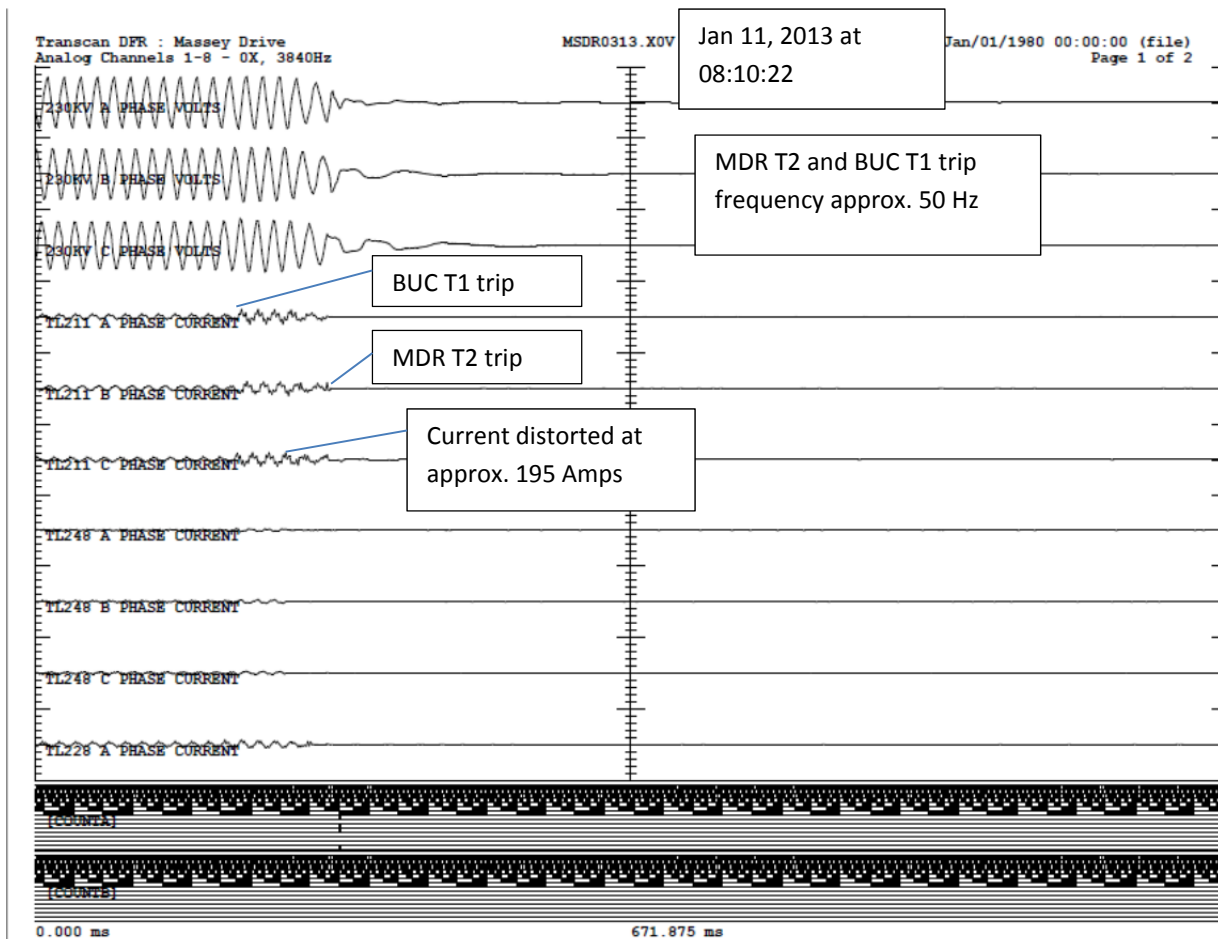 Transcan DFR : Massey Drive
MSDR0313.X0V
Jan/01/1980 00:00:00 (file)
Analog Channels 1-8 - 0X, 3840Hz
Page 1 of 2
Jan 11, 2013 at
08:10:22
230KV A PHASE VOLTS
MDR T2 and BUC T1 trip
frequency approx. 50 Hz
230KV B PHASE VOLTS
230KV C PHASE VOLTS
BUC T1 trip
TL211 A PHASE CURRENT
MDR T2 trip
TL211 B PHASE CURRENT
Current distorted at
approx. 195 Amps
TL211 C PHASE CURRENT
TL248 A PHASE CURRENT
TL248 B PHASE CURRENT
TL248 C PHASE CURRENT
TL228 A PHASE CURRENT
[COUNTA]
[COUNTB]
0.000 ms
671.875 ms